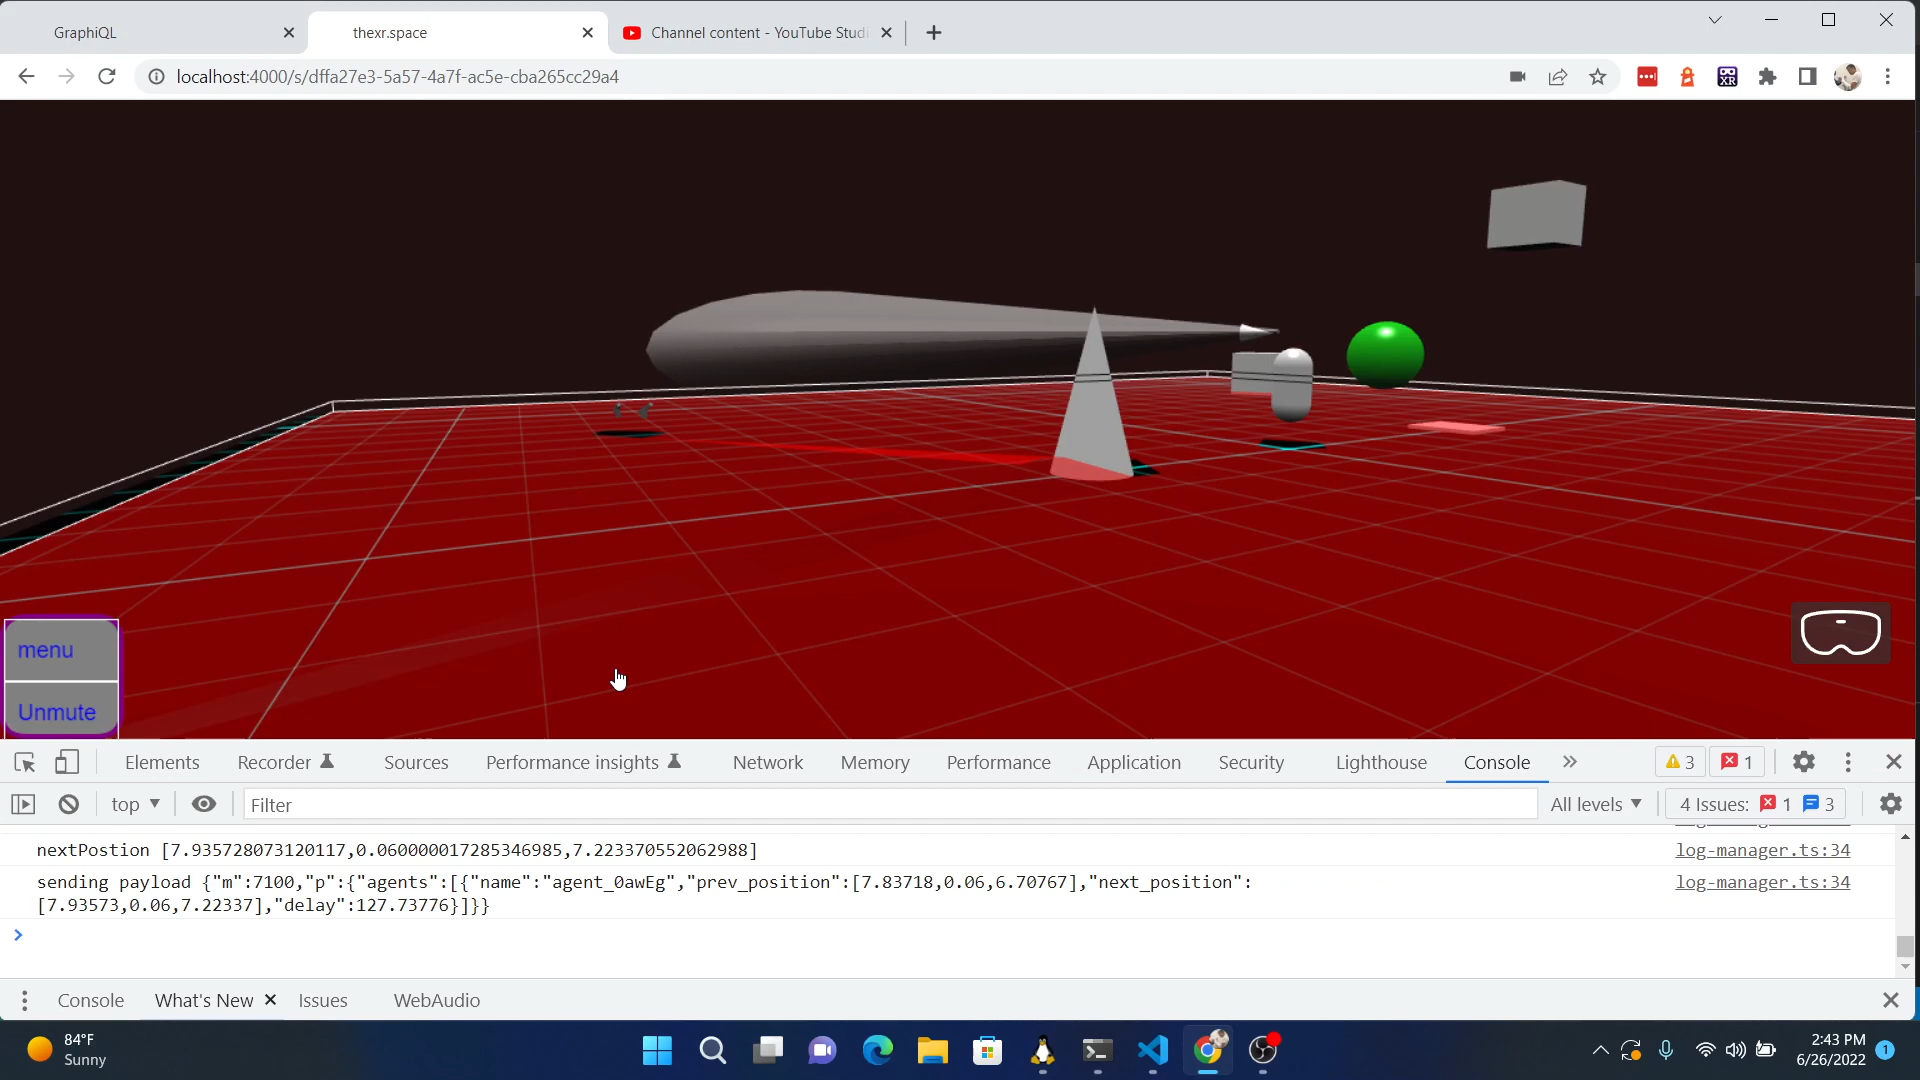 GraphiQL
thexr.space
Channel content - YouTube Studi
localhost:4000/s/dffa27e3-5a57-4a7f-ac5e-cba265cc29a4
XR
menu
Unmute
Elements
Recorder
Sources
Performance insights
Network
Memory
Performance
Application
Security
Lighthouse
Console
3
1
top
Filter
All levels
4 Issues: 1 3
nextPostion [7.935728073120117,0.060000017285346985,7.223370552062988]
log-manager.ts:34
sending payload {"m":7100,"p":{"agents":[{"name":"agent_0awEg","prev_position":[7.83718,0.06,6.70767],"next_position":
log-manager.ts:34
[7.93573,0.06,7.22337],"delay":127.73776}]}}
Console
What's New
Issues
WebAudio
84°F
Sunny
2:43 PM
6/26/2022
1